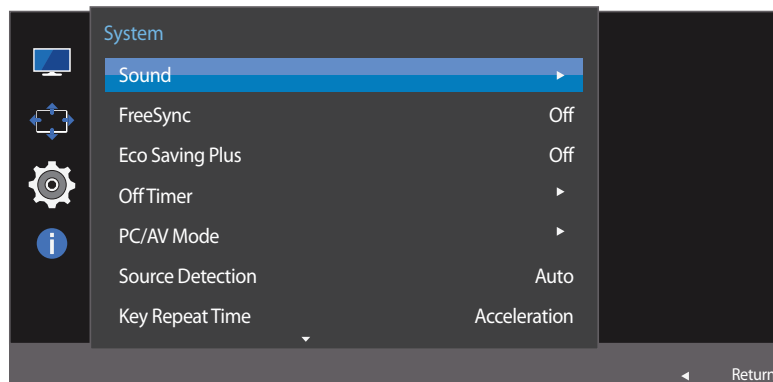 System
Sound
FreeSync Off
Eco Saving Plus Off
Off Timer
PC/AV Mode
Source Detection Auto
Key Repeat Time Acceleration
Return